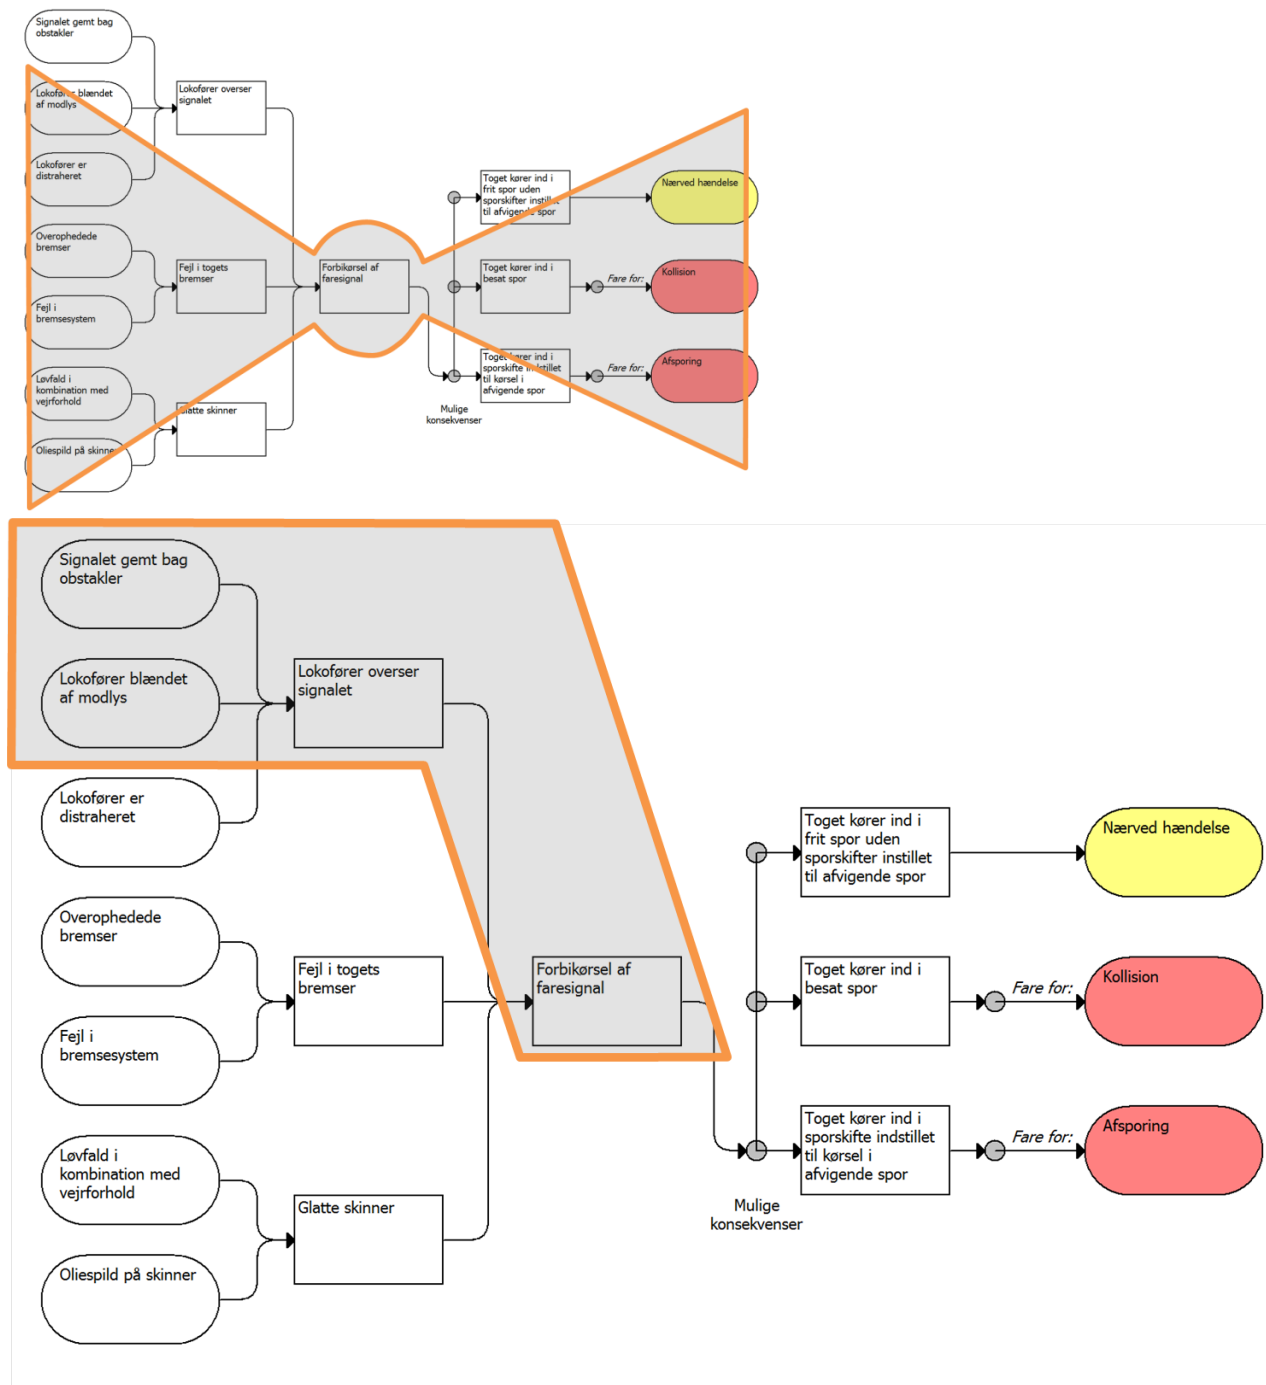 Signalet gemt bag
obstakler
Lokofører blændet
af modlys
Lokofører overser
signalet
Lokofører er
distraheret
Toget kører ind i
frit spor uden
sporskifter instillet
til afvigende spor
Nærved hændelse
Overophedede
bremser
Fejl i togets
bremser
Forbikørsel af
faresignal
Toget kører ind i
besat spor
Fare for:
Kollision
Fejl i
bremsesystem
Toget kører ind i
sporskifte indstillet
til kørsel i
afvigende spor
Fare for:
Afsporing
Løvfald i
kombination med
vejrforhold
Glatte skinner
Mulige
konsekvenser
Oliespild på skinner
Signalet gemt bag
obstakler
Lokofører blændet
af modlys
Lokofører overser
signalet
Lokofører er
distraheret
Toget kører ind i
frit spor uden
sporskifter instillet
til afvigende spor
Nærved hændelse
Overophedede
bremser
Fejl i togets
bremser
Forbikørsel af
faresignal
Toget kører ind i
besat spor
Fare for:
Kollision
Fejl i
bremsesystem
Toget kører ind i
sporskifte indstillet
til kørsel i
afvigende spor
Fare for:
Afsporing
Løvfald i
kombination med
vejrforhold
Glatte skinner
Mulige
konsekvenser
Oliespild på skinner